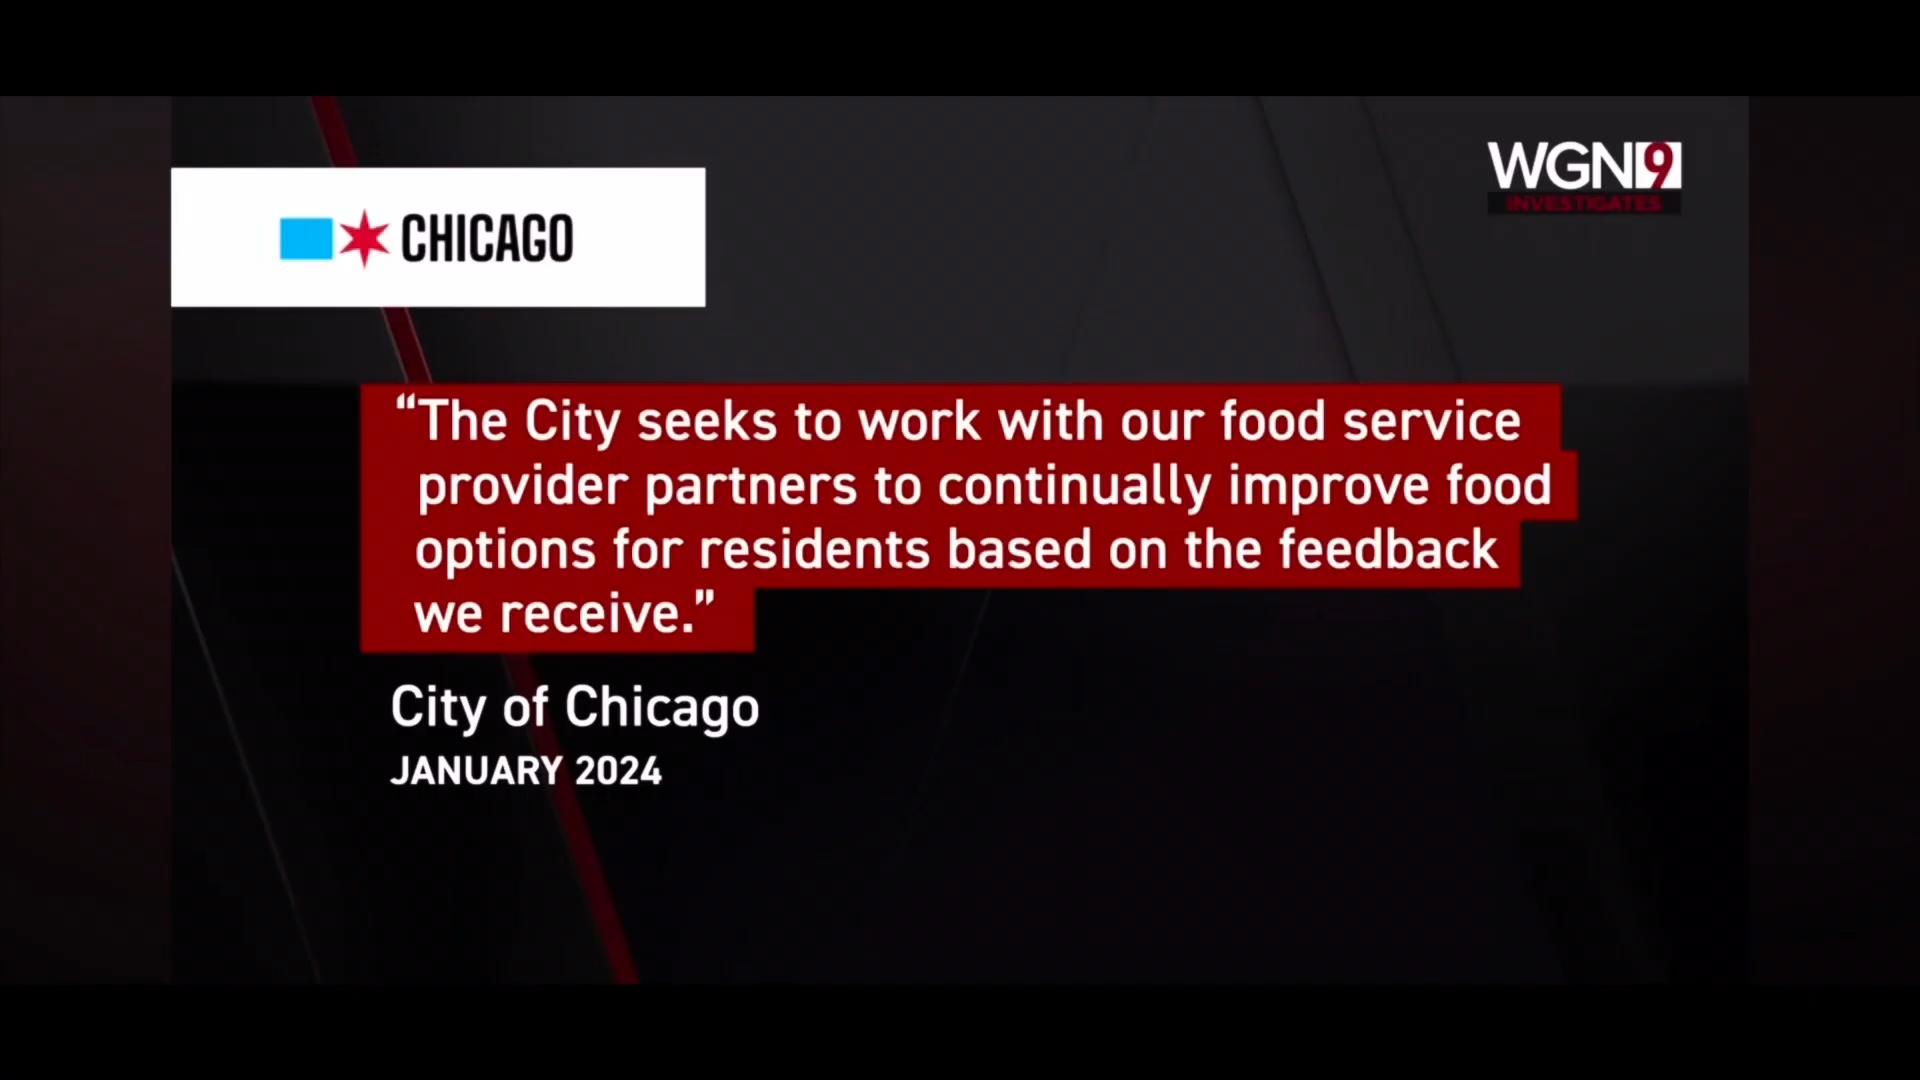 WGN9
INVESTIGATES
CHICAGO
“The City seeks to work with our food service
provider partners to continually improve food
options for residents based on the feedback
we receive.”
City of Chicago
JANUARY 2024